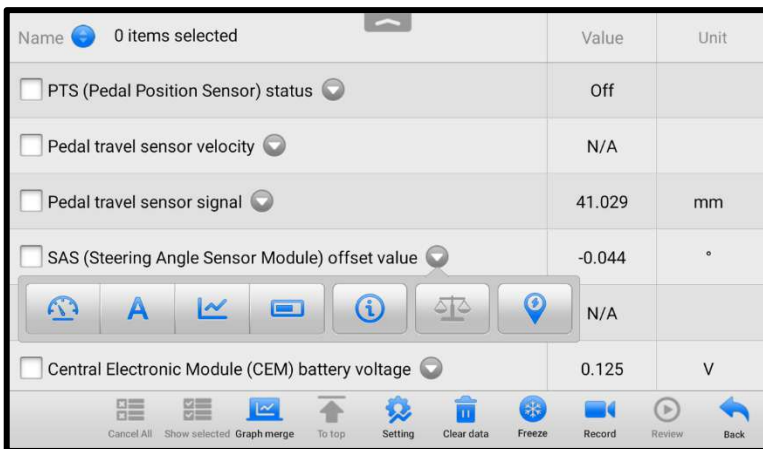 Name 0 items selected Value Unit
PTS (Pedal Position Sensor) status Off
Pedal travel sensor velocity N/A
Pedal travel sensor signal 41.029 mm
SAS (Steering Angle Sensor Module) offset value -0.044 °
A N/A
Central Electronic Module (CEM) battery voltage 0.125 V
Cancel All Show selected Graph merge To top Setting Clear data Freeze Record Review Back